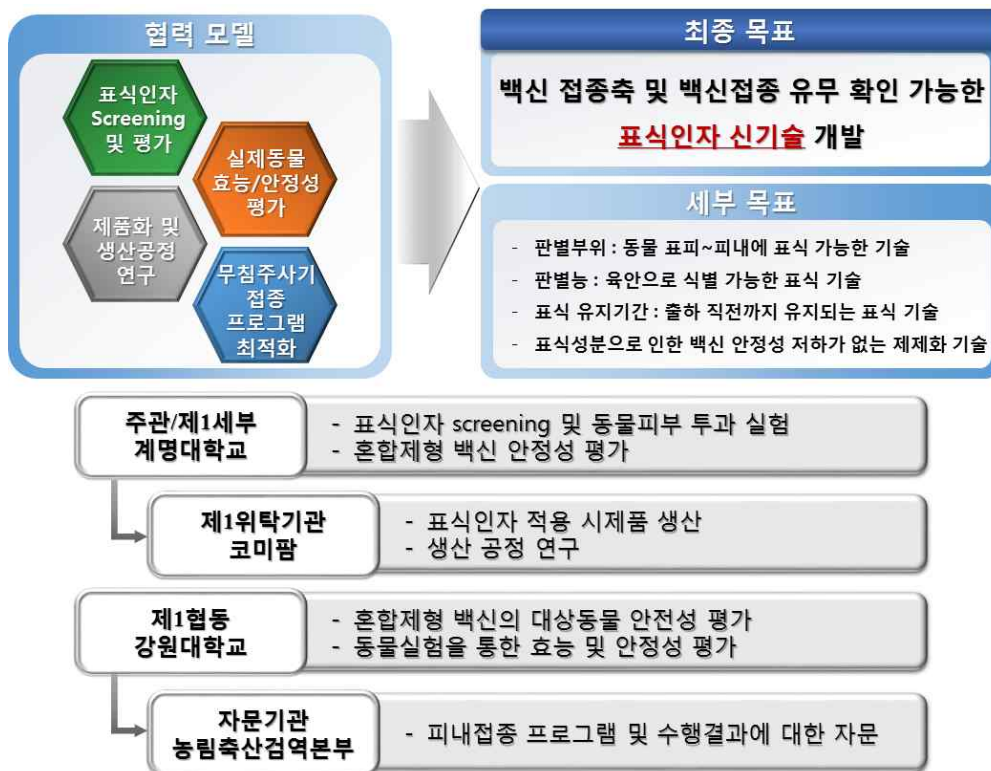 협력 모델
표식인자
Screening
및 평가
실제동물
효능/안정성
평가
제품화 및
생산공정
연구
무침주사기
접종
프로그램
최적화
최종 목표
백신 접종축 및 백신접종 유무 확인 가능한
표식인자 신기술 개발
세부 목표
- 판별부위 : 동물 표피~피내에 표식 가능한 기술
- 판별능 : 육안으로 식별 가능한 표식 기술
- 표식 유지기간 : 출하 직전까지 유지되는 표식 기술
- 표식성분으로 인한 백신 안정성 저하가 없는 제제화 기술
주관/제1세부
계명대학교
- 표식인자 screening 및 동물피부 투과 실험
- 혼합제형 백신 안정성 평가
제1위탁기관
코미팜
- 표식인자 적용 시제품 생산
- 생산 공정 연구
제1협동
강원대학교
- 혼합제형 백신의 대상동물 안전성 평가
- 동물실험을 통한 효능 및 안정성 평가
자문기관
농림축산검역본부
- 피내접종 프로그램 및 수행결과에 대한 자문